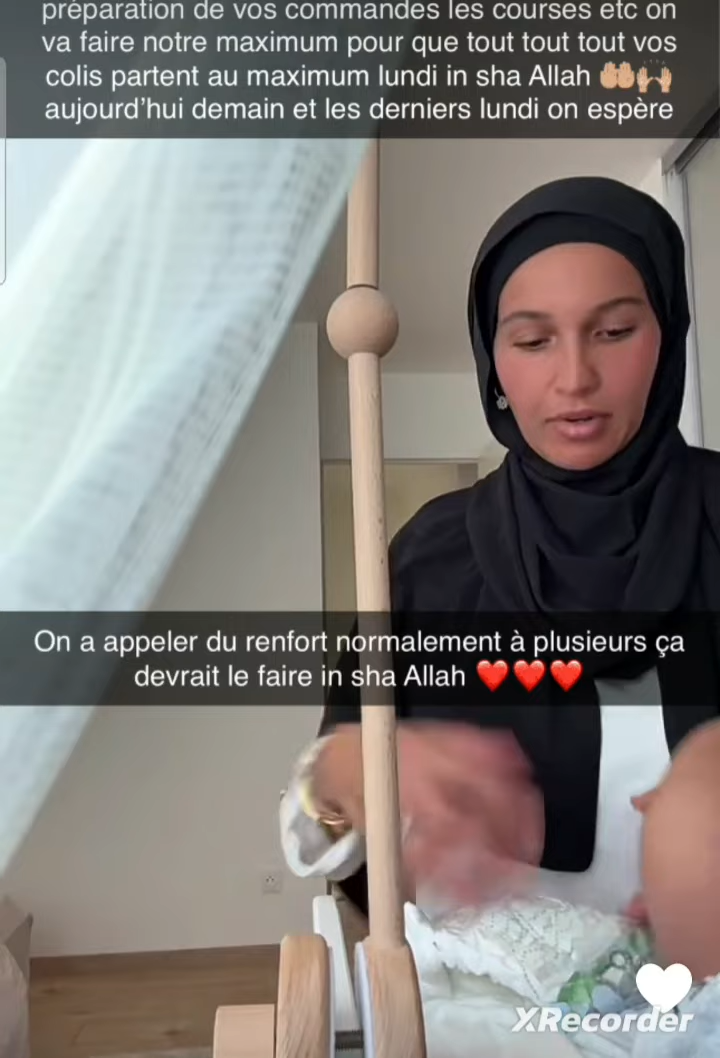 préparation de vos commandes les courses etc on
va faire notre maximum pour que tout tout tout vos
colis partent au maximum lundi in sha Allah 🤲🏼🙌🏼
aujourd’hui demain et les derniers lundi on espère
On a appeler du renfort normalement à plusieurs ça
devrait le faire in sha Allah ❤️❤️❤️
XRecorder